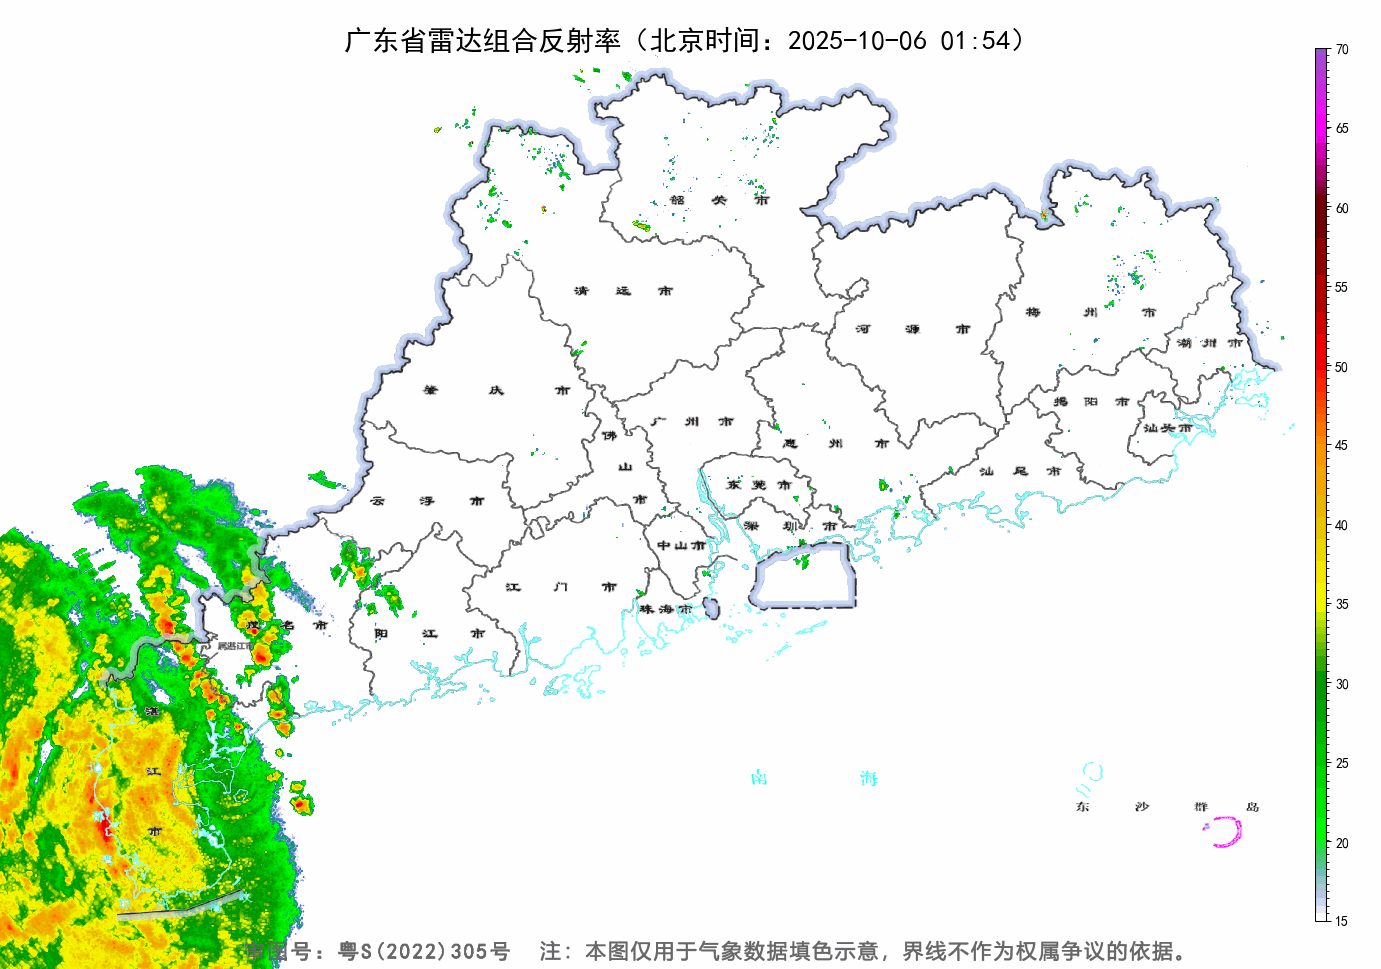 广东省雷达组合反射率（北京时间：2025-10-06 01:54）
70
65
60
55
50
45
40
35
30
25
20
15
韶关市
清远市
河源市
梅州市
潮州市
肇庆市
广州市
惠州市
揭阳市
汕头市
佛山市
云浮市
东莞市
汕尾市
深圳市
中山市
江门市
珠海市
茂名市
阳江市
属湛江市
湛江市
南海
东沙群岛
审图号：粤S(2022)305号 注：本图仅用于气象数据填色示意，界线不作为权属争议的依据。